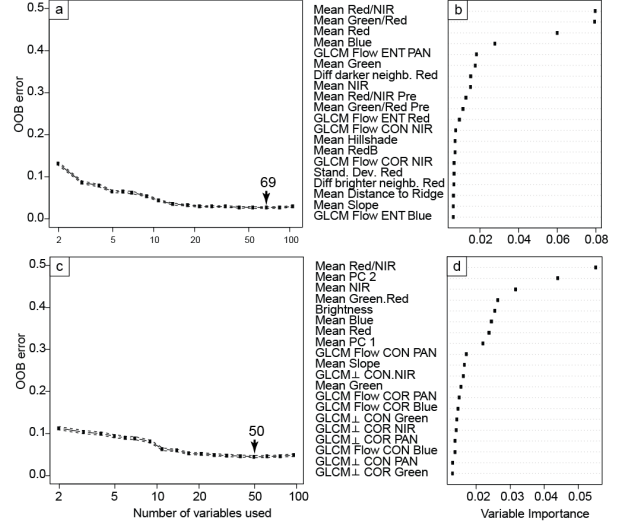 a
0.5
0.4
0.3
0.2
0.1
0.0
OOB error
69
2 5 10 20 50 100
b
Mean Red/NIR
Mean Green/Red
Mean Red
Mean Blue
GLCM Flow ENT PAN
Mean Green
Diff darker neighb. Red
Mean NIR
Mean Red/NIR Pre
Mean Green/Red Pre
GLCM Flow ENT Red
GLCM Flow CON NIR
Mean Hillshade
Mean RedB
GLCM Flow COR NIR
Stand. Dev. Red
Diff brighter neighb. Red
Mean Distance to Ridge
Mean Slope
GLCM Flow ENT Blue
0.02 0.04 0.06 0.08
c
0.5
0.4
0.3
0.2
0.1
0.0
OOB error
50
2 5 10 20 50 100
Number of variables used
d
Mean Red/NIR
Mean PC 2
Mean NIR
Mean Green.Red
Brightness
Mean Blue
Mean Red
Mean PC 1
GLCM Flow CON PAN
Mean Slope
GLCM⊥ CON.NIR
Mean Green
GLCM Flow COR PAN
GLCM Flow COR Blue
GLCM⊥ CON Green
GLCM⊥ COR NIR
GLCM⊥ COR PAN
GLCM Flow CON Blue
GLCM⊥ CON PAN
GLCM⊥ COR Green
0.02 0.03 0.04 0.05
Variable Importance